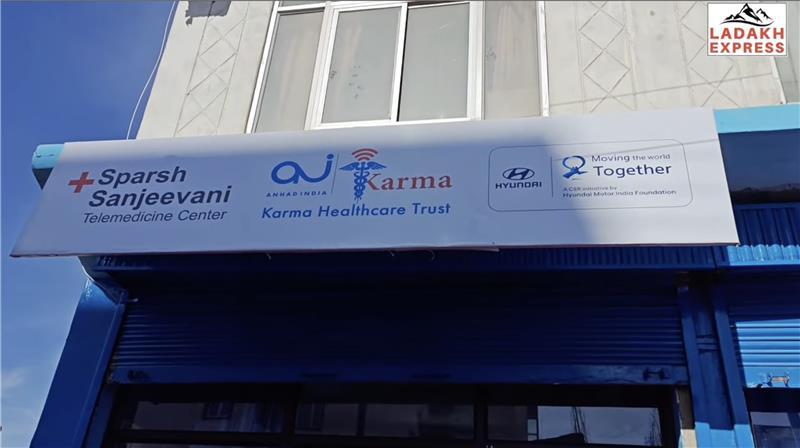 LADAKH
EXPRESS
Sparsh
Sanjeevani
Telemedicine Center
ANHAD INDIA
Karma
Karma Healthcare Trust
HYUNDAI
Moving the world
Together
A CSR initiative by
Hyundai Motor India Foundation